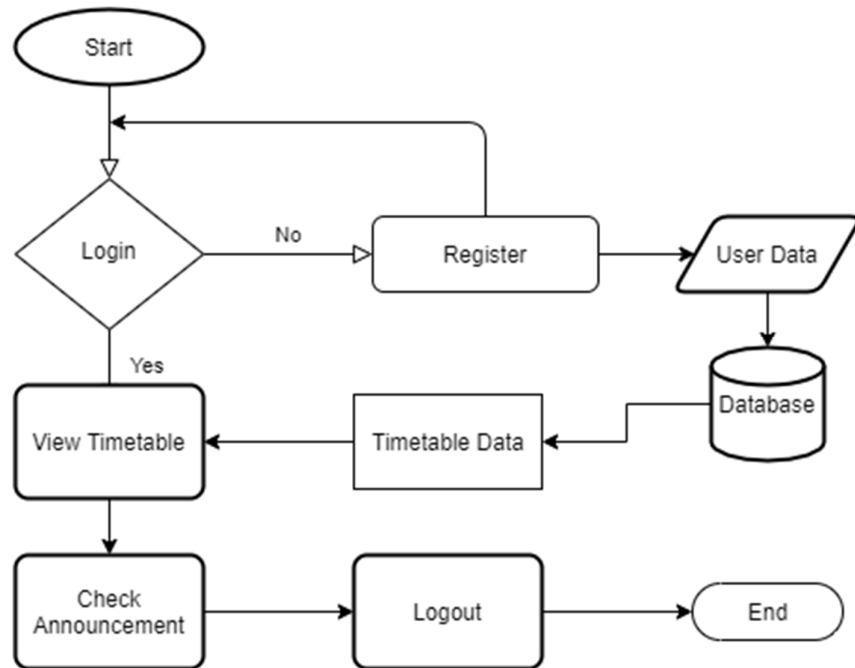 Start
Login
No
Register
User Data
Yes
Database
View Timetable
Timetable Data
Check
Announcement
Logout
End